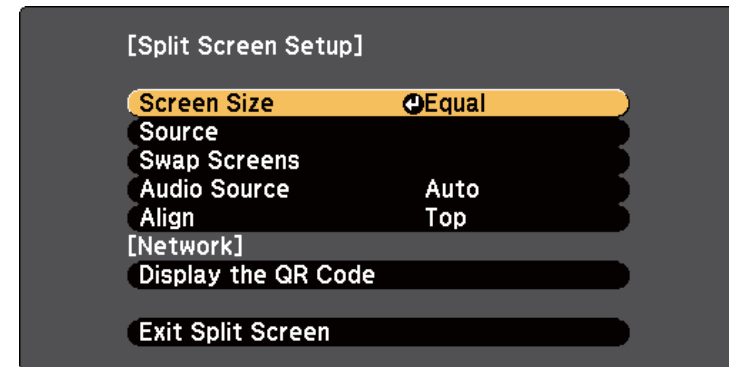 [Split Screen Setup]
Screen Size Equal
Source
Swap Screens
Audio Source Auto
Align Top
[Network]
Display the QR Code
Exit Split Screen